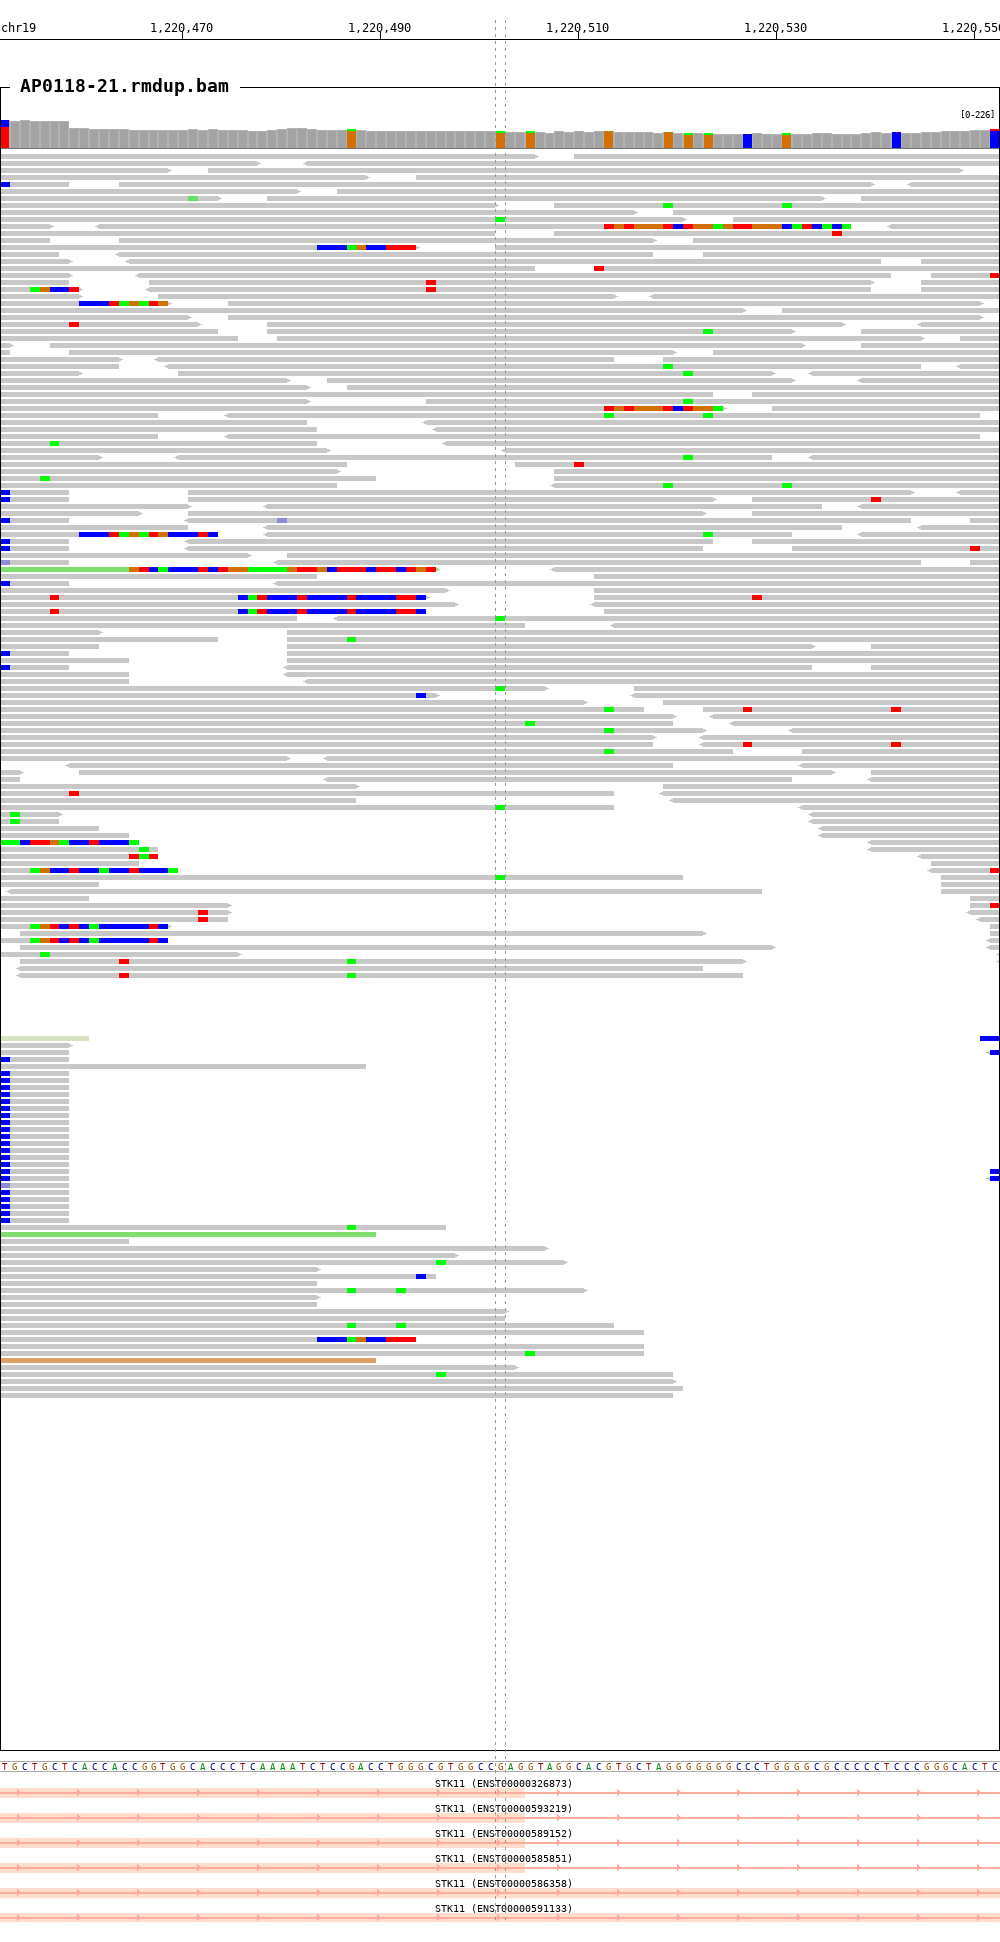 chr19 1,220,470 1,220,490 1,220,510 1,220,530 1,220,550
AP0118-21.rmdup.bam
[0-226]
T G C T G C T C A C C A C C G G T G G C A C C C T C A A A A T C T C C G A C C T G G G C G T G G C C G A G G T A G G C A C G T G C T A G G G G G G G C C C T G G G G C G C C C C C T C C C G G G C A C T C
STK11 (ENST00000326873)
STK11 (ENST00000593219)
STK11 (ENST00000589152)
STK11 (ENST00000585851)
STK11 (ENST00000586358)
STK11 (ENST00000591133)